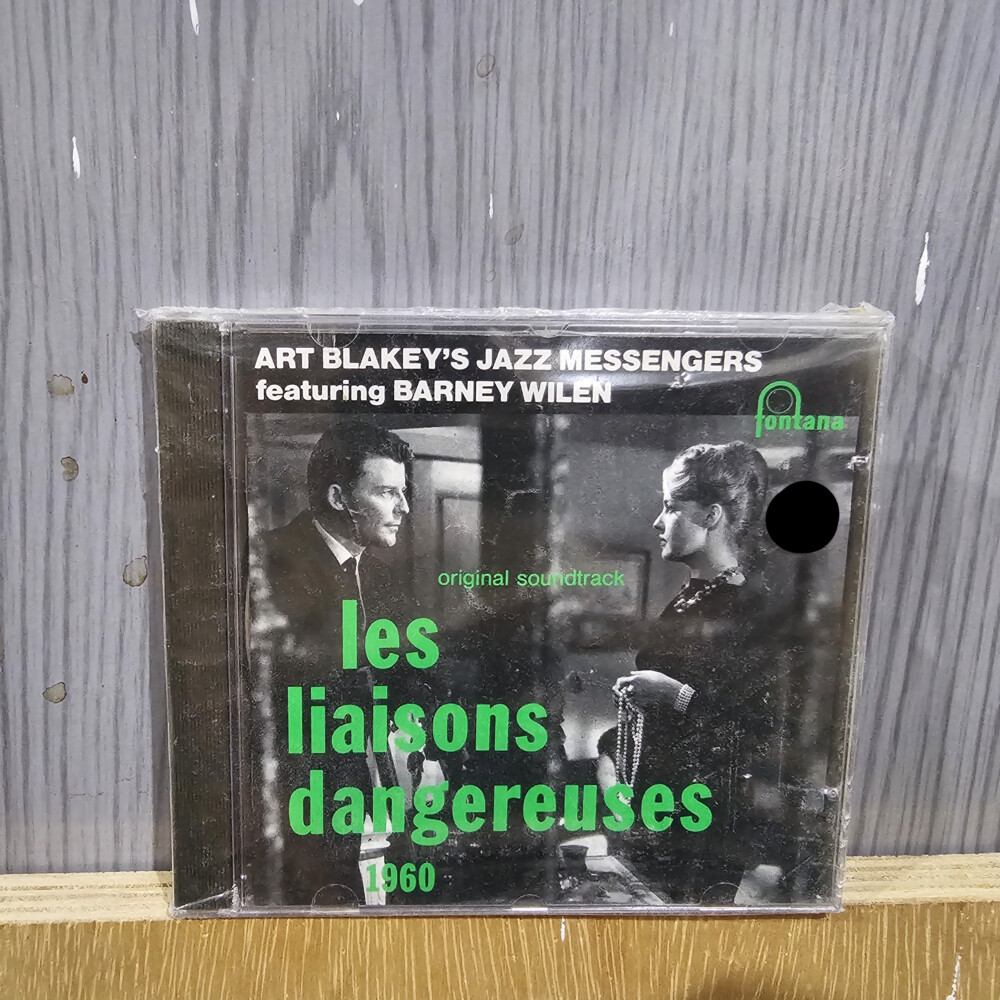 ART BLAKEY'S JAZZ MESSENGERS
featuring BARNEY WILEN
fontana
original soundtrack
les
liaisons
dangereuses
1960